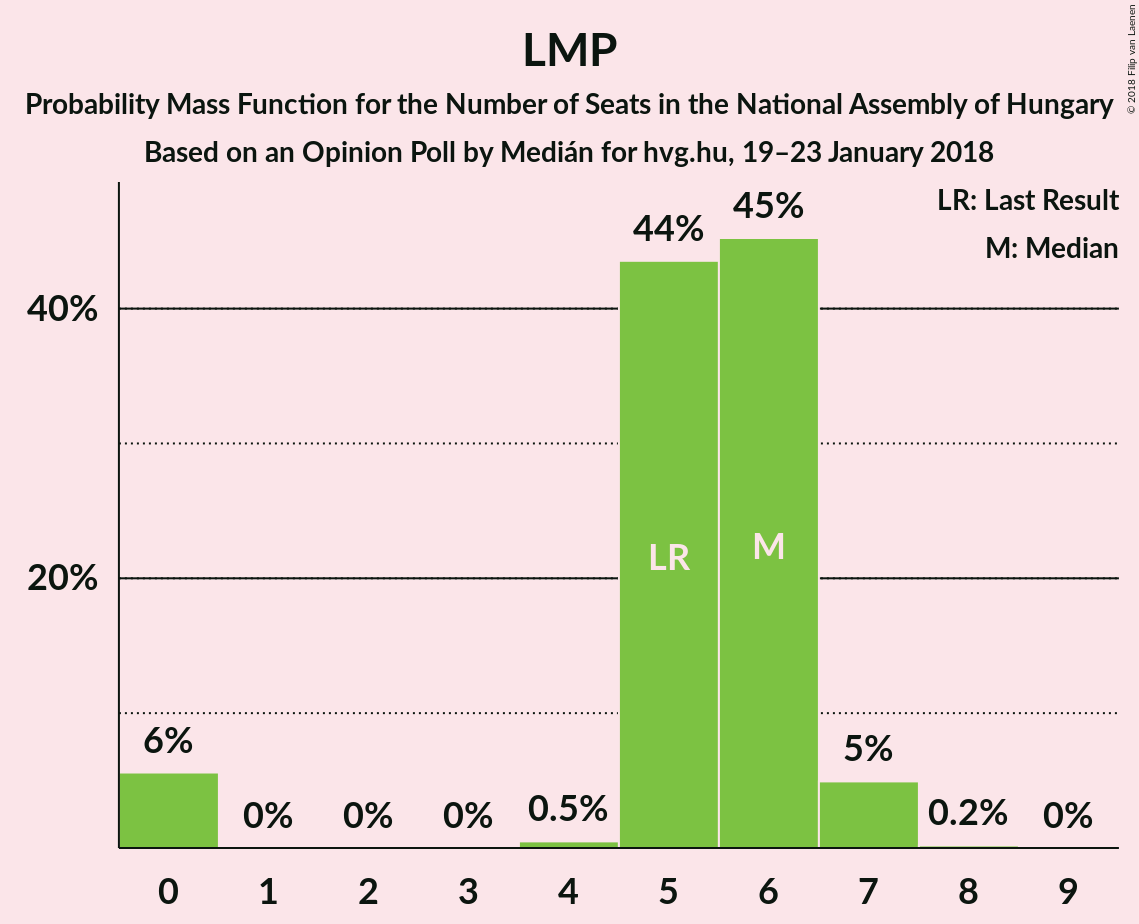 LMP
Probability Mass Function for the Number of Seats in the National Assembly of Hungary
Based on an Opinion Poll by Medián for hvg.hu, 19–23 January 2018
© 2018 Filip van Laenen
LR: Last Result
M: Median
45%
44%
40%
LR
M
20%
6%
0%
0%
0%
0.5%
5%
0.2%
0%
0 1 2 3 4 5 6 7 8 9